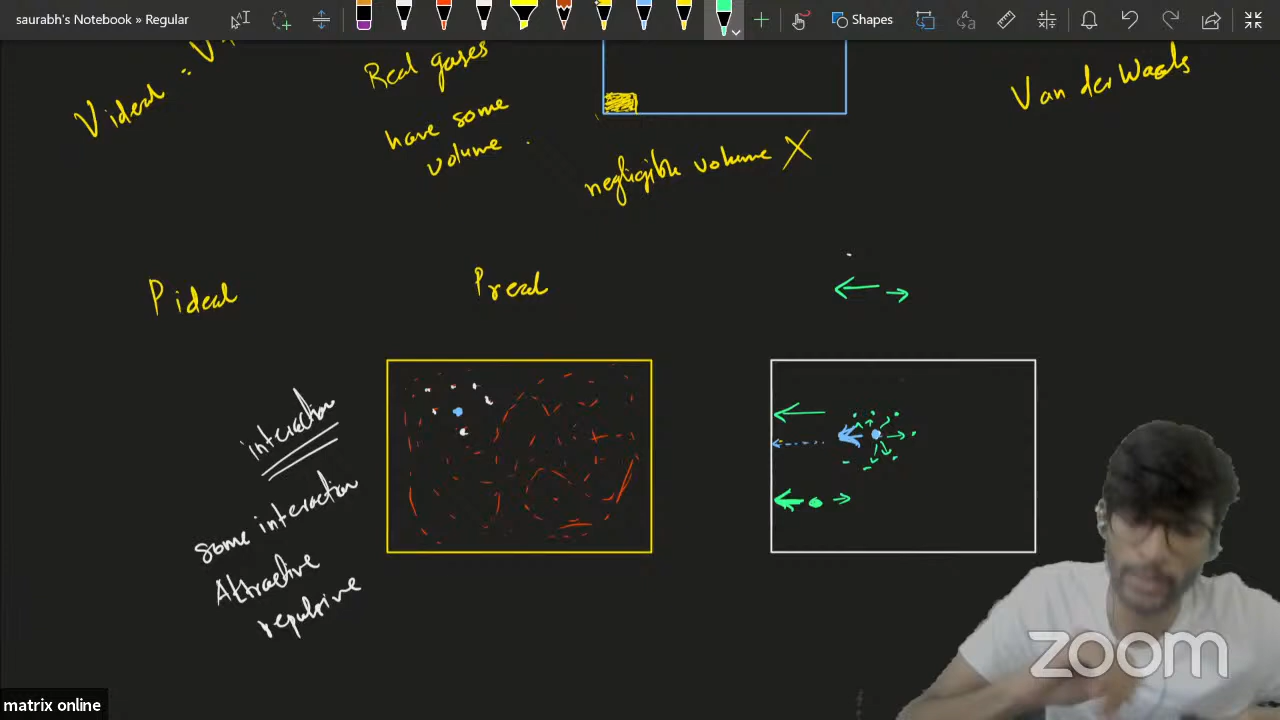 saurabh's Notebook » Regular
Shapes
V ideal = V
Real gases
have some
volume
negligible volume X
Van der Waals
P ideal
P real
interaction
some interaction
Attractive
repulsive
zoom
matrix online